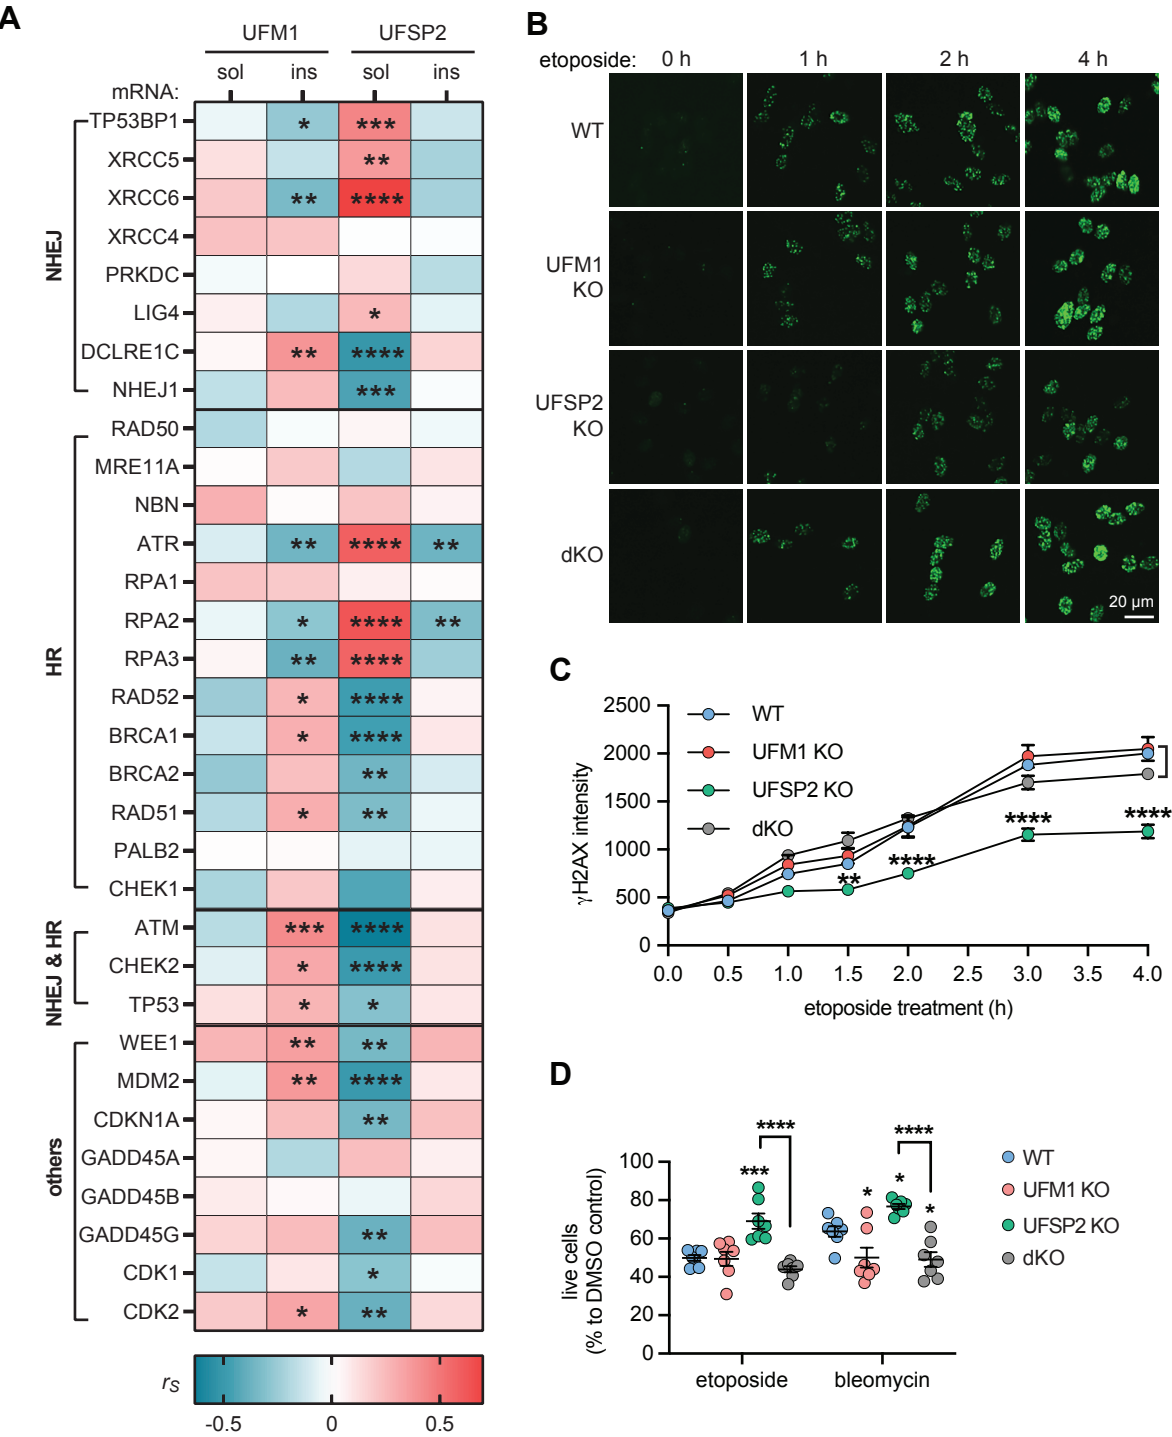 A
UFM1 UFSP2
sol ins sol ins
mRNA:
NHEJ
TP53BP1 * ***
XRCC5 **
XRCC6 ** ****
XRCC4
PRKDC
LIG4 *
DCLRE1C ** ****
NHEJ1 ***
HR
RAD50
MRE11A
NBN
ATR ** **** **
RPA1
RPA2 * **** **
RPA3 ** ****
RAD52 * ****
BRCA1 * ****
BRCA2 **
RAD51 * **
PALB2
CHEK1
NHEJ & HR
ATM *** ****
CHEK2 * ****
TP53 * *
others
WEE1 ** **
MDM2 ** ****
CDKN1A **
GADD45A
GADD45B
GADD45G **
CDK1 *
CDK2 * **
rS
-0.5 0 0.5
B
etoposide: 0 h 1 h 2 h 4 h
WT
UFM1
KO
UFSP2
KO
dKO
20 µm
C
γH2AX intensity
2500
2000
1500
1000
500
0
WT
UFM1 KO
UFSP2 KO
dKO
** **** **** ****
0.0 0.5 1.0 1.5 2.0 2.5 3.0 3.5 4.0
etoposide treatment (h)
D
live cells
(% to DMSO control)
100
80
60
40
20
0
**** ****
*** * * *
etoposide bleomycin
WT
UFM1 KO
UFSP2 KO
dKO